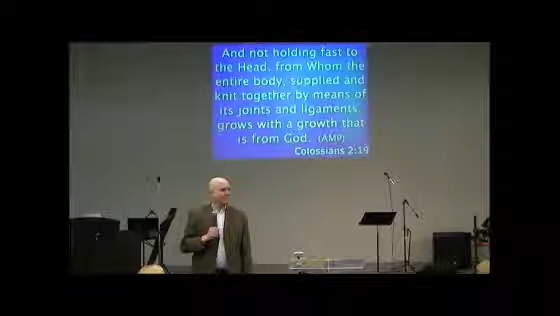 And not holding fast to
the Head, from Whom the
entire body, supplied and
knit together by means of
its joints and ligaments,
grows with a growth that
is from God. (AMP)
Colossians 2:19